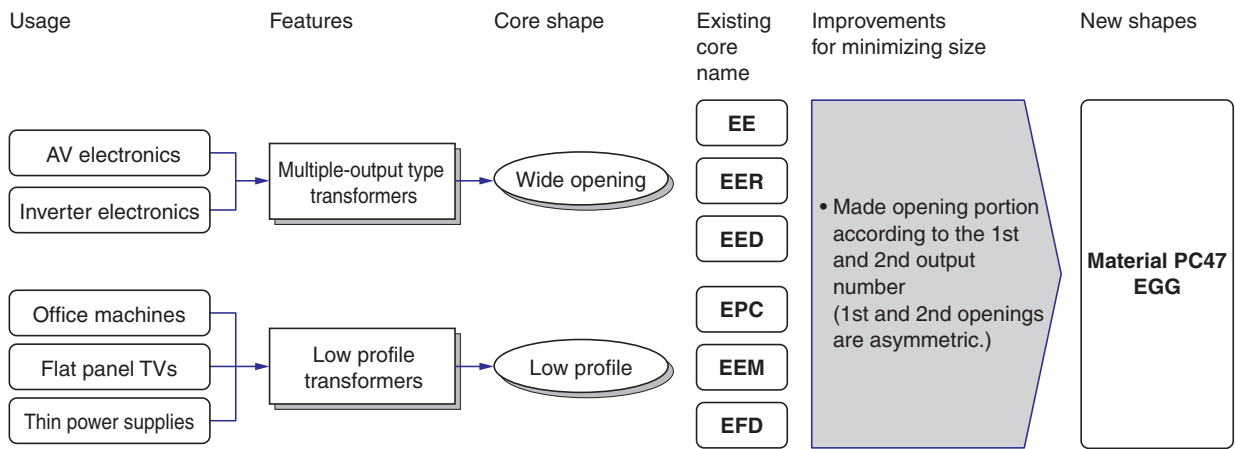 Usage
Features
Core shape
Existing
core
name
Improvements
for minimizing size
New shapes
AV electronics
Inverter electronics
Multiple-output type
transformers
Wide opening
EE
EER
EED
Office machines
Flat panel TVs
Thin power supplies
Low profile
transformers
Low profile
EPC
EEM
EFD
• Made opening portion
according to the 1st
and 2nd output
number
(1st and 2nd openings
are asymmetric.)
Material PC47
EGG